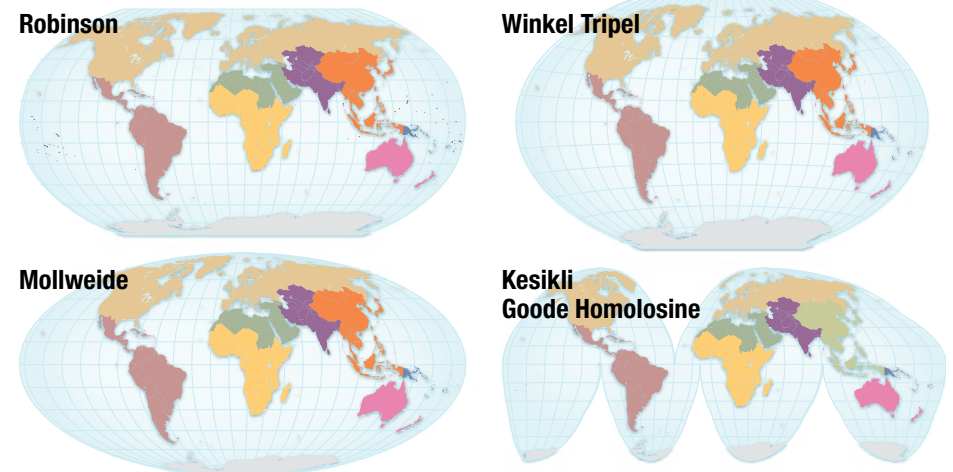 Robinson
Winkel Tripel
Mollweide
Kesikli
Goode Homolosine